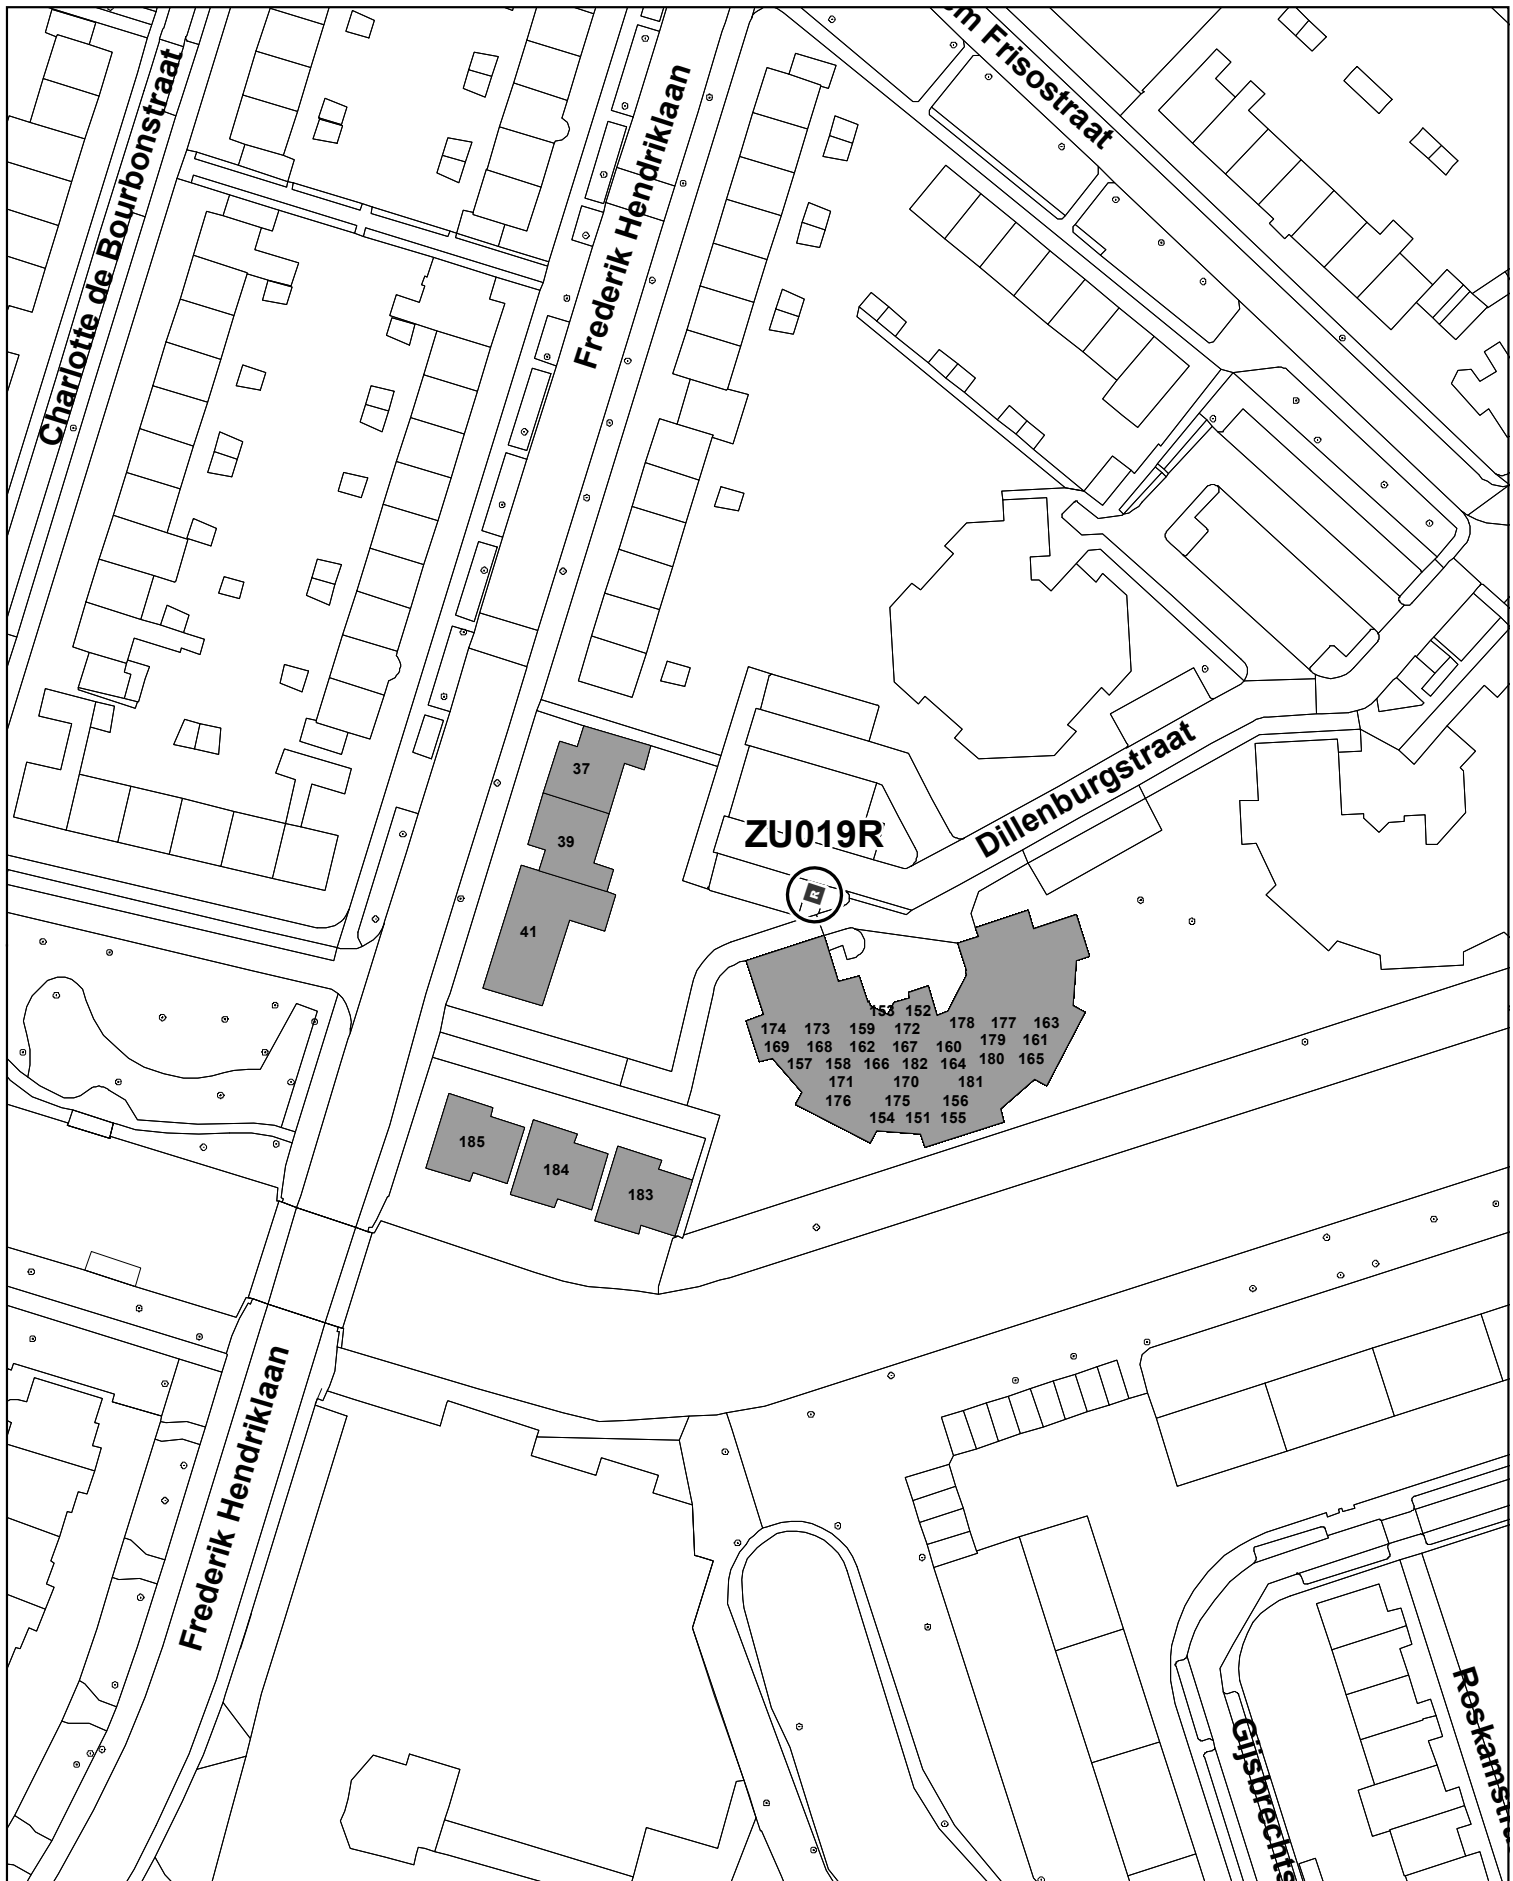 om Frisostraat
Charlotte de Bourbonstraat
Frederik Hendriklaan
Dillenburgstraat
37
39
41
ZU019R
R
153 152
174 173 159 172 178 177 163
169 168 162 167 160 179 161
157 158 166 182 164 180 165
171 170 181
176 175 156
154 151 155
185
184
183
Frederik Hendriklaan
Gijsbrechts
Roskamstra